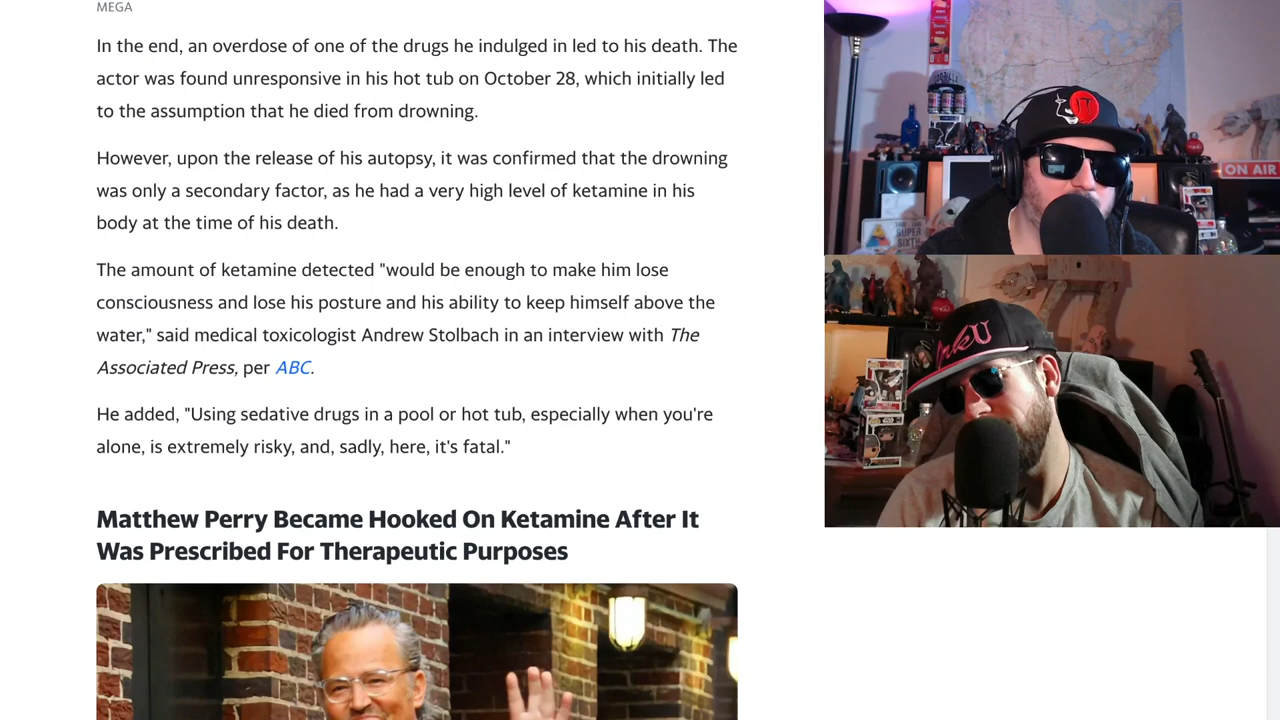 MEGA
In the end, an overdose of one of the drugs he indulged in led to his death. The
actor was found unresponsive in his hot tub on October 28, which initially led
to the assumption that he died from drowning.
However, upon the release of his autopsy, it was confirmed that the drowning
was only a secondary factor, as he had a very high level of ketamine in his
body at the time of his death.
The amount of ketamine detected "would be enough to make him lose
consciousness and lose his posture and his ability to keep himself above the
water," said medical toxicologist Andrew Stolbach in an interview with The
Associated Press, per ABC.
He added, "Using sedative drugs in a pool or hot tub, especially when you're
alone, is extremely risky, and, sadly, here, it's fatal."
Matthew Perry Became Hooked On Ketamine After It
Was Prescribed For Therapeutic Purposes
ON AIR
SUPER
SIXTH